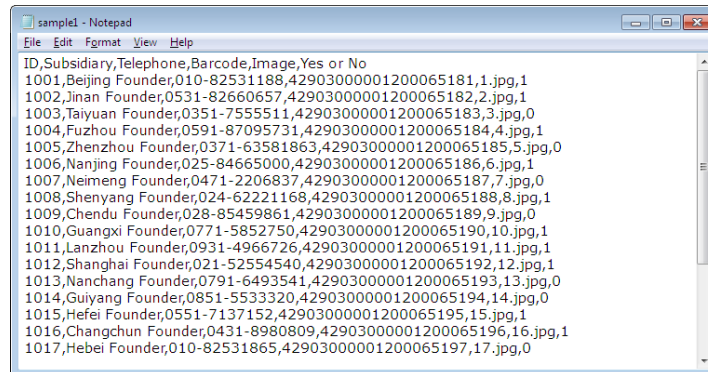 sample1 - Notepad
File Edit Format View Help
ID,Subsidiary,Telephone,Barcode,Image,Yes or No
1001,Beijing Founder,010-82531188,42903000001200065181,1.jpg,1
1002,Jinan Founder,0531-82660657,42903000001200065182,2.jpg,1
1003,Taiyuan Founder,0351-7555511,42903000001200065183,3.jpg,0
1004,Fuzhou Founder,0591-87095731,42903000001200065184,4.jpg,1
1005,Zhenzhou Founder,0371-63581863,42903000001200065185,5.jpg,0
1006,Nanjing Founder,025-84665000,42903000001200065186,6.jpg,1
1007,Neimeng Founder,0471-2206837,42903000001200065187,7.jpg,0
1008,Shenyang Founder,024-62221168,42903000001200065188,8.jpg,1
1009,Chendu Founder,028-85459861,42903000001200065189,9.jpg,0
1010,Guangxi Founder,0771-5852750,42903000001200065190,10.jpg,1
1011,Lanzhou Founder,0931-4966726,42903000001200065191,11.jpg,1
1012,Shanghai Founder,021-52554540,42903000001200065192,12.jpg,1
1013,Nanchang Founder,0791-6493541,42903000001200065193,13.jpg,0
1014,Guiyang Founder,0851-5533320,42903000001200065194,14.jpg,0
1015,Hefei Founder,0551-7137152,42903000001200065195,15.jpg,1
1016,Changchun Founder,0431-8980809,42903000001200065196,16.jpg,1
1017,Hebei Founder,010-82531865,42903000001200065197,17.jpg,0